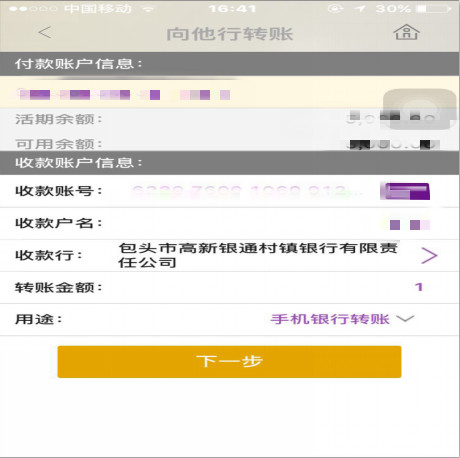 中国移动 16:41 30%
向他行转账
付款账户信息:
活期余额:
可用余额:
收款账户信息:
收款账号:
收款户名:
收款行: 包头市高新银通村镇银行有限责
任公司
转账金额: 1
用途: 手机银行转账
下一步